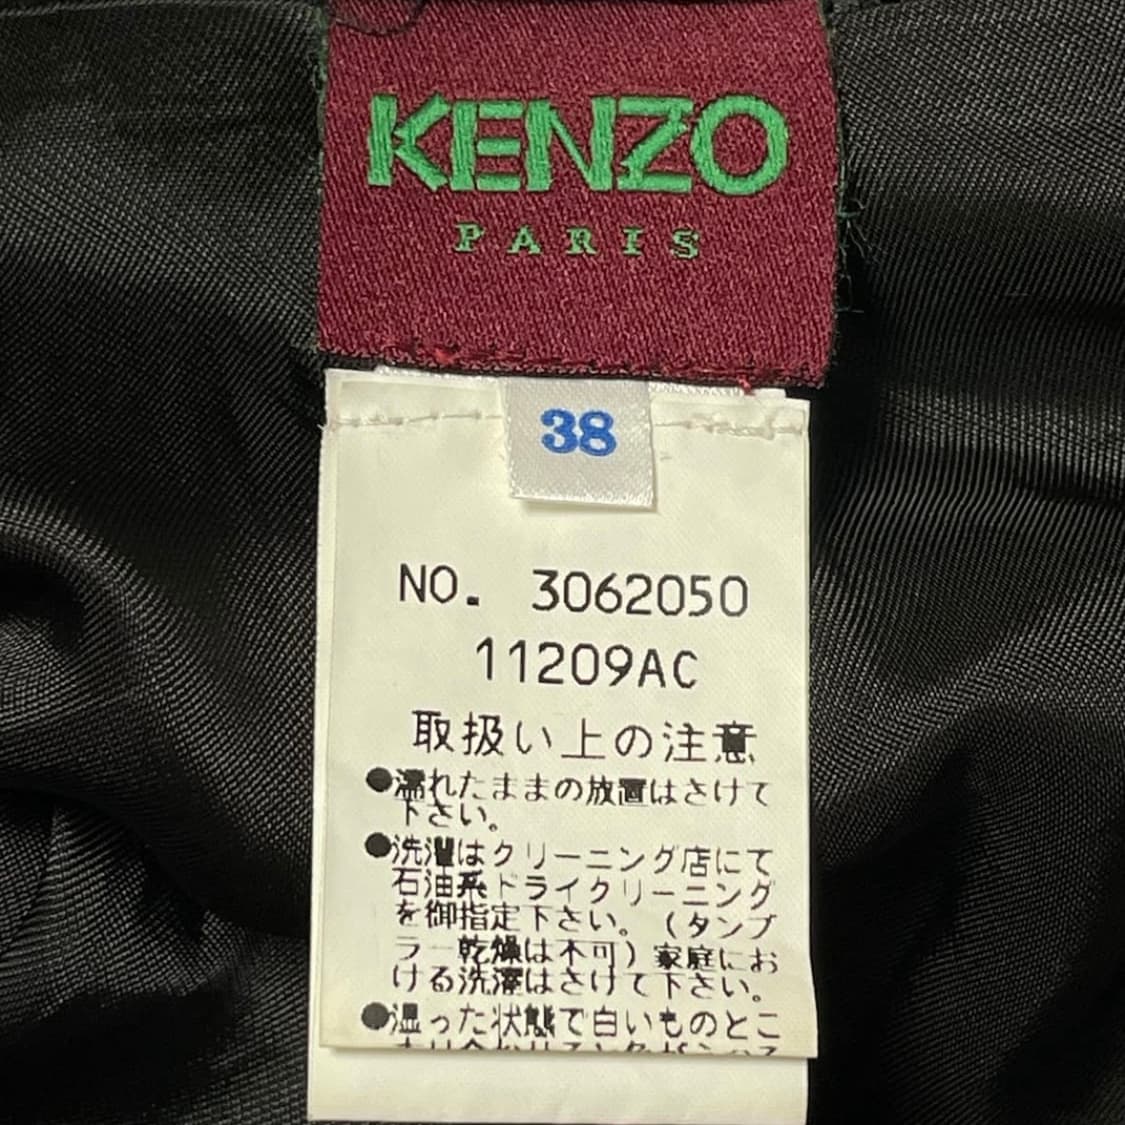 KENZO
PARIS
38
NO. 3062050
11209AC
取扱い上の注意
●濡れたままの放置はさけて
下さい。
●洗濯はクリーニング店にて
石油系ドライクリーニング
を御指定下さい。(タンブ
ラー乾燥は不可)家庭にお
ける洗濯はさけて下さい。
●湿った状態で白いものとこ